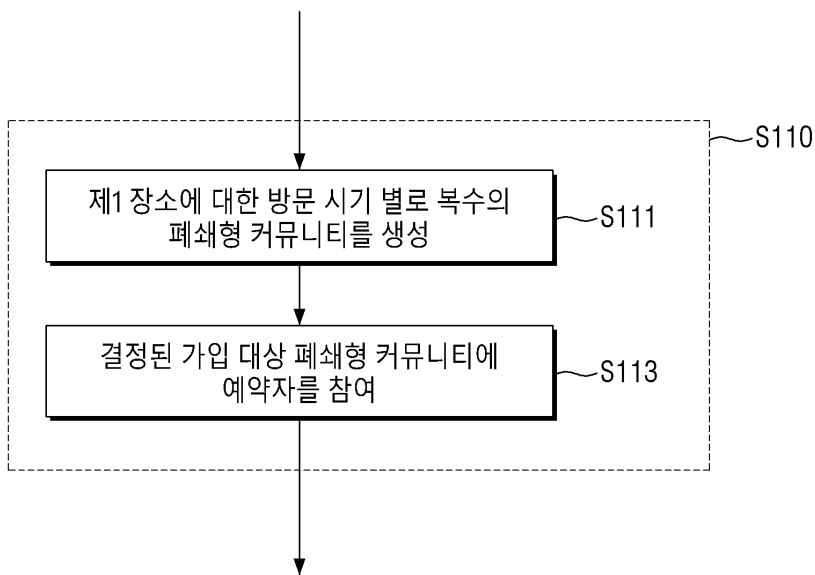 S110
제1 장소에 대한 방문 시기 별로 복수의
폐쇄형 커뮤니티를 생성
S111
결정된 가입 대상 폐쇄형 커뮤니티에
예약자를 참여
S113